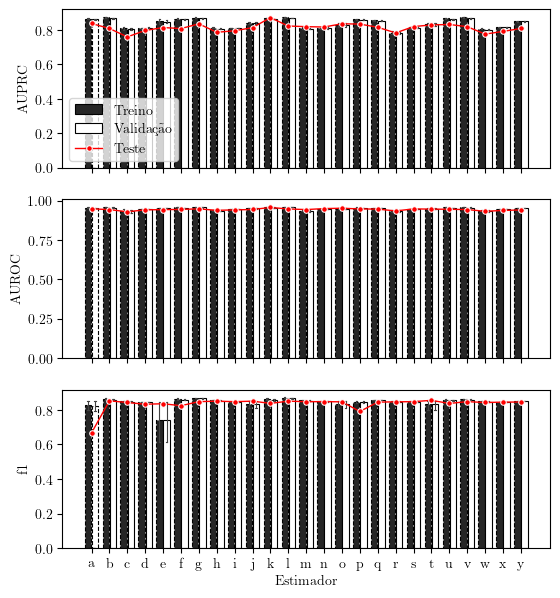 AUPRC
0.8
0.6
0.4
0.2
0.0
Treino
Validação
Teste
AUROC
1.00
0.75
0.50
0.25
0.00
f1
0.8
0.6
0.4
0.2
0.0
a b c d e f g h i j k l m n o p q r s t u v w x y
Estimador